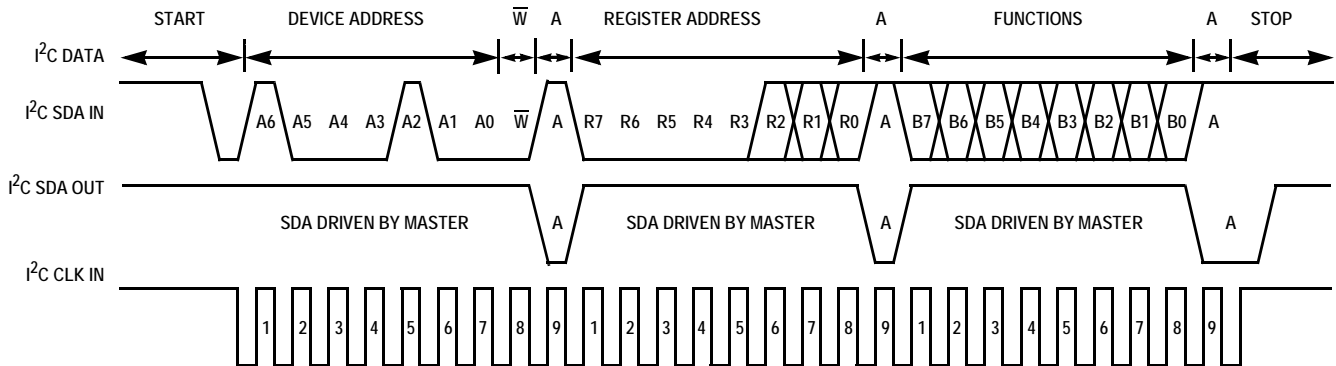 START DEVICE ADDRESS W̅ A REGISTER ADDRESS A FUNCTIONS A STOP
I²C DATA
I²C SDA IN A6 A5 A4 A3 A2 A1 A0 W̅ A R7 R6 R5 R4 R3 R2 R1 R0 A B7 B6 B5 B4 B3 B2 B1 B0 A
I²C SDA OUT
SDA DRIVEN BY MASTER A SDA DRIVEN BY MASTER A SDA DRIVEN BY MASTER A
I²C CLK IN
1 2 3 4 5 6 7 8 9 1 2 3 4 5 6 7 8 9 1 2 3 4 5 6 7 8 9